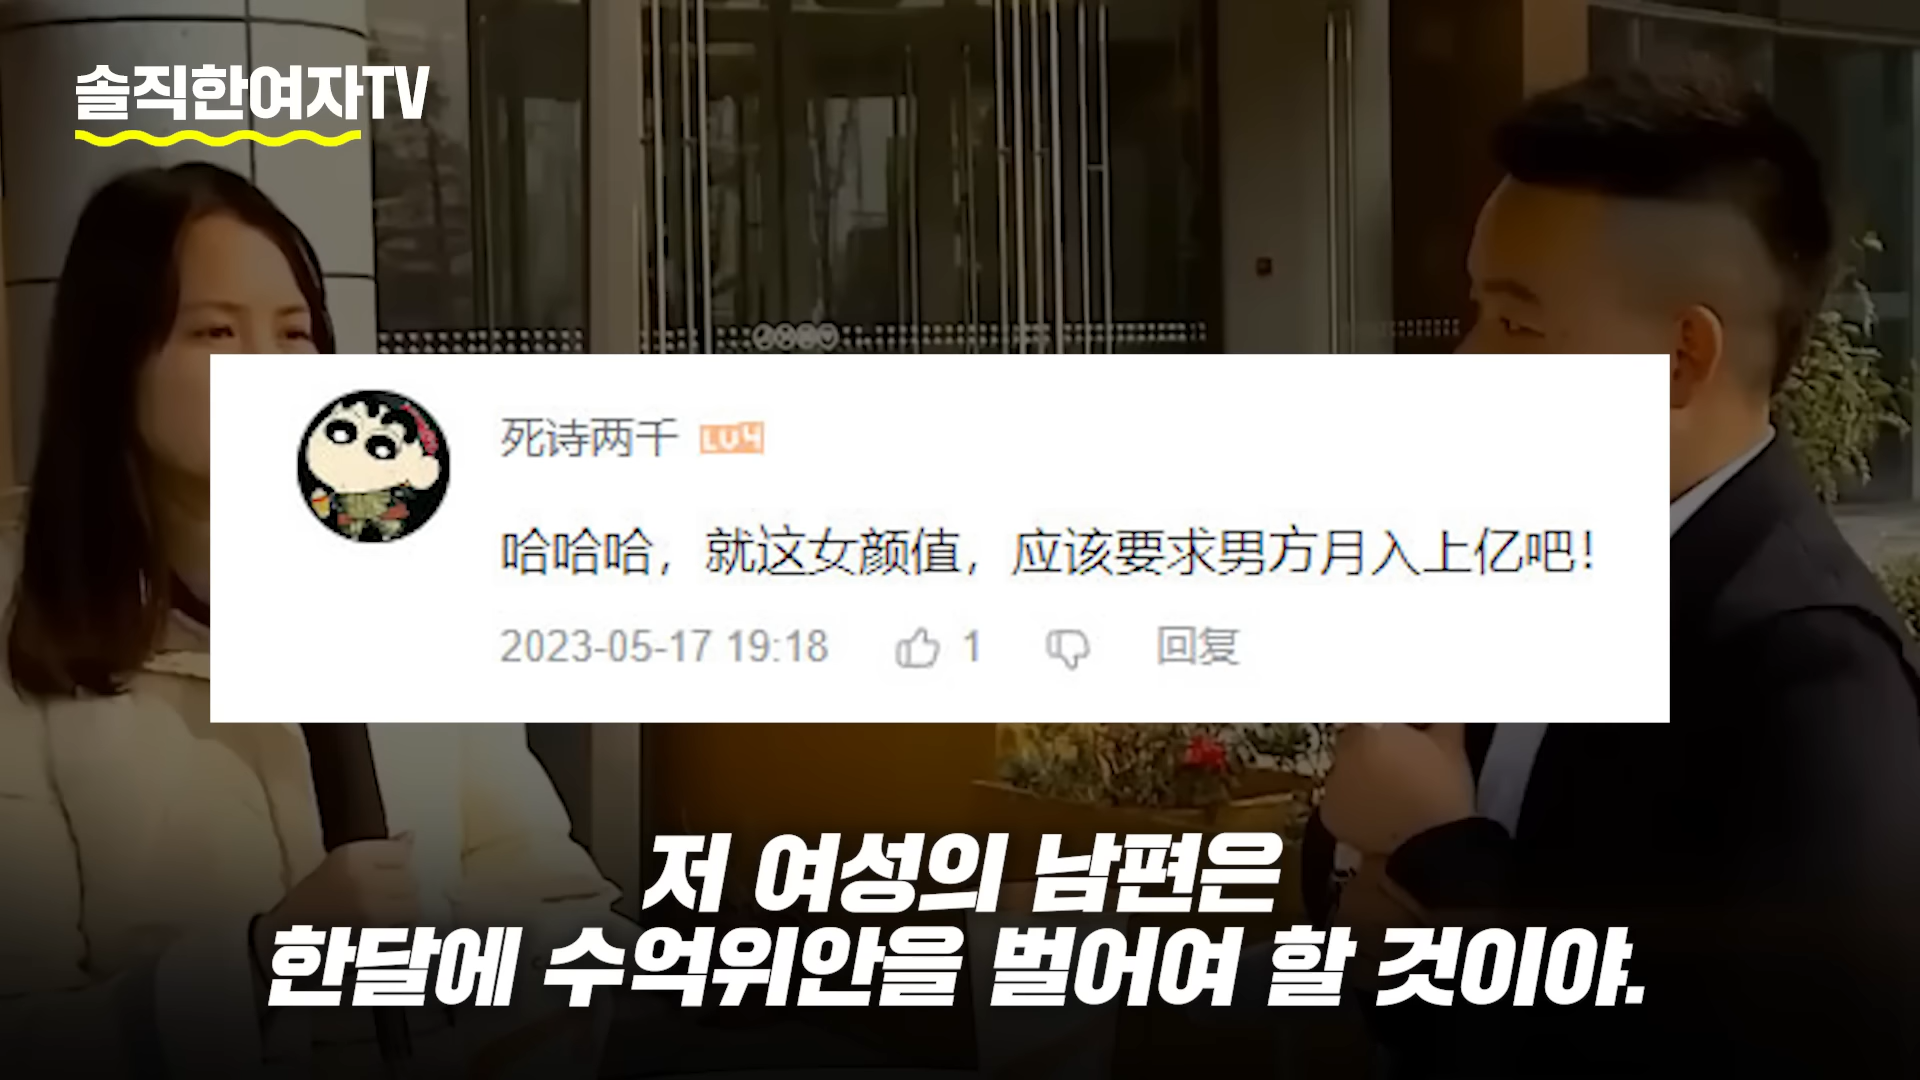 솔직한여자TV
死诗两千 LV4
哈哈哈，就这女颜值，应该要求男方月入上亿吧！
2023-05-17 19:18 1 回复
저 여성의 남편은
한달에 수억위안을 벌어여 할 것이야.